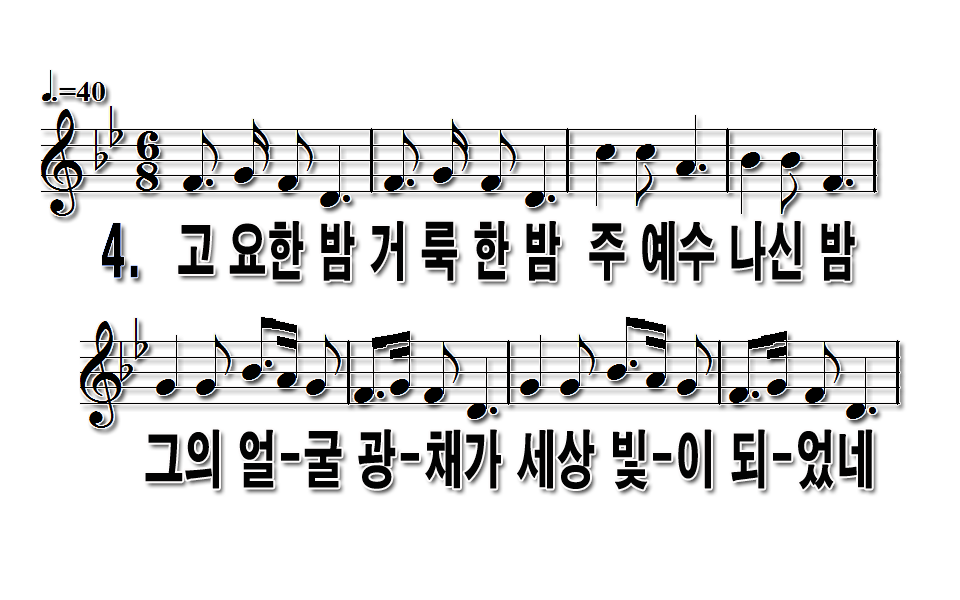 ♩.=40
6
8
4. 고 요한 밤 거 룩 한 밤 주 예수 나신 밤
그의 얼-굴 광-채가 세상 빛-이 되-었네